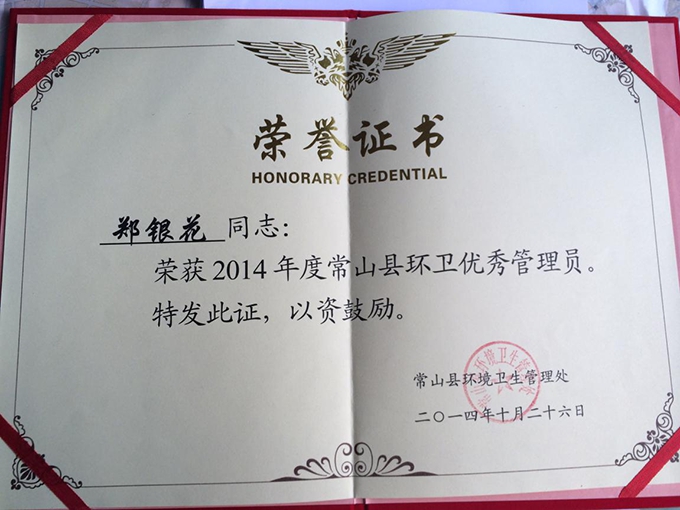 荣誉证书
HONORARY CREDENTIAL
郑银花 同志：
荣获2014年度常山县环卫优秀管理员。
特发此证，以资鼓励。
常山县环境卫生管理处
二〇一四年十月二十六日